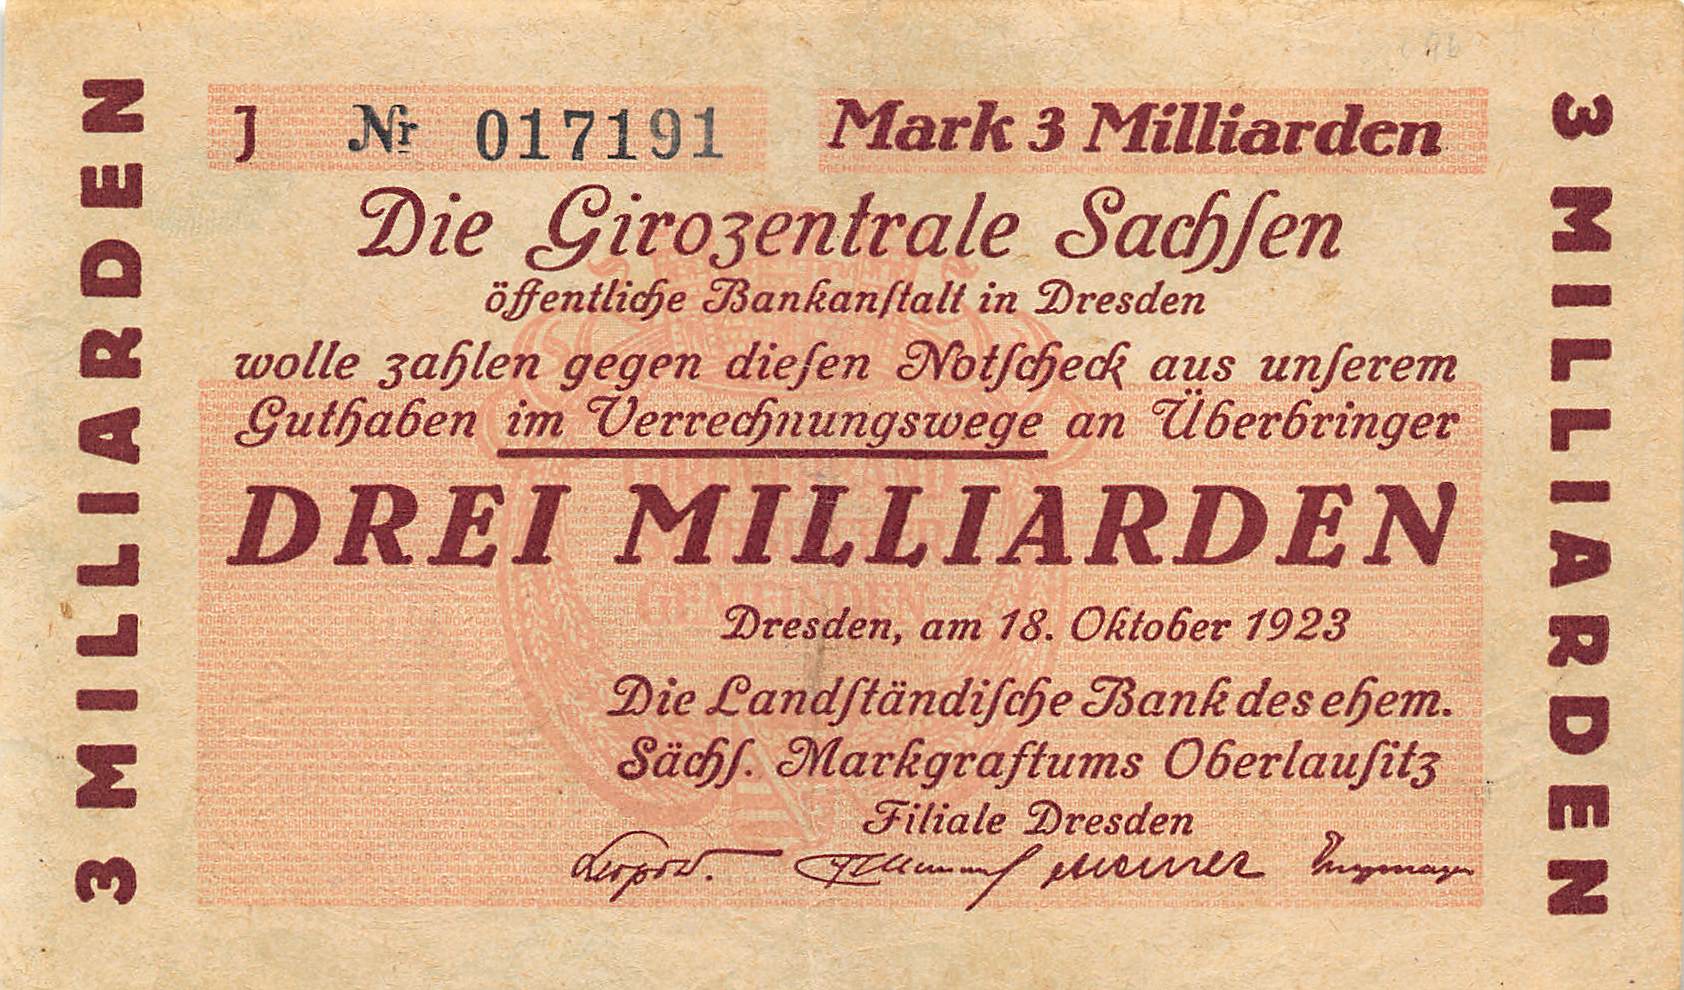 J Nr 017191 Mark 3 Milliarden
Die Girozentrale Sachſen
öffentliche Bankanſtalt in Dresden
wolle zahlen gegen dieſen Notſcheck aus unſerem
Guthaben im Verrechnungswege an Überbringer
DREI MILLIARDEN
Dresden, am 18. Oktober 1923
Die Landſtändiſche Bank des ehem.
Sächſ. Markgraftums Oberlauſitz
Filiale Dresden
3 MILLIARDEN
3 MILLIARDEN
GEMEINDEN